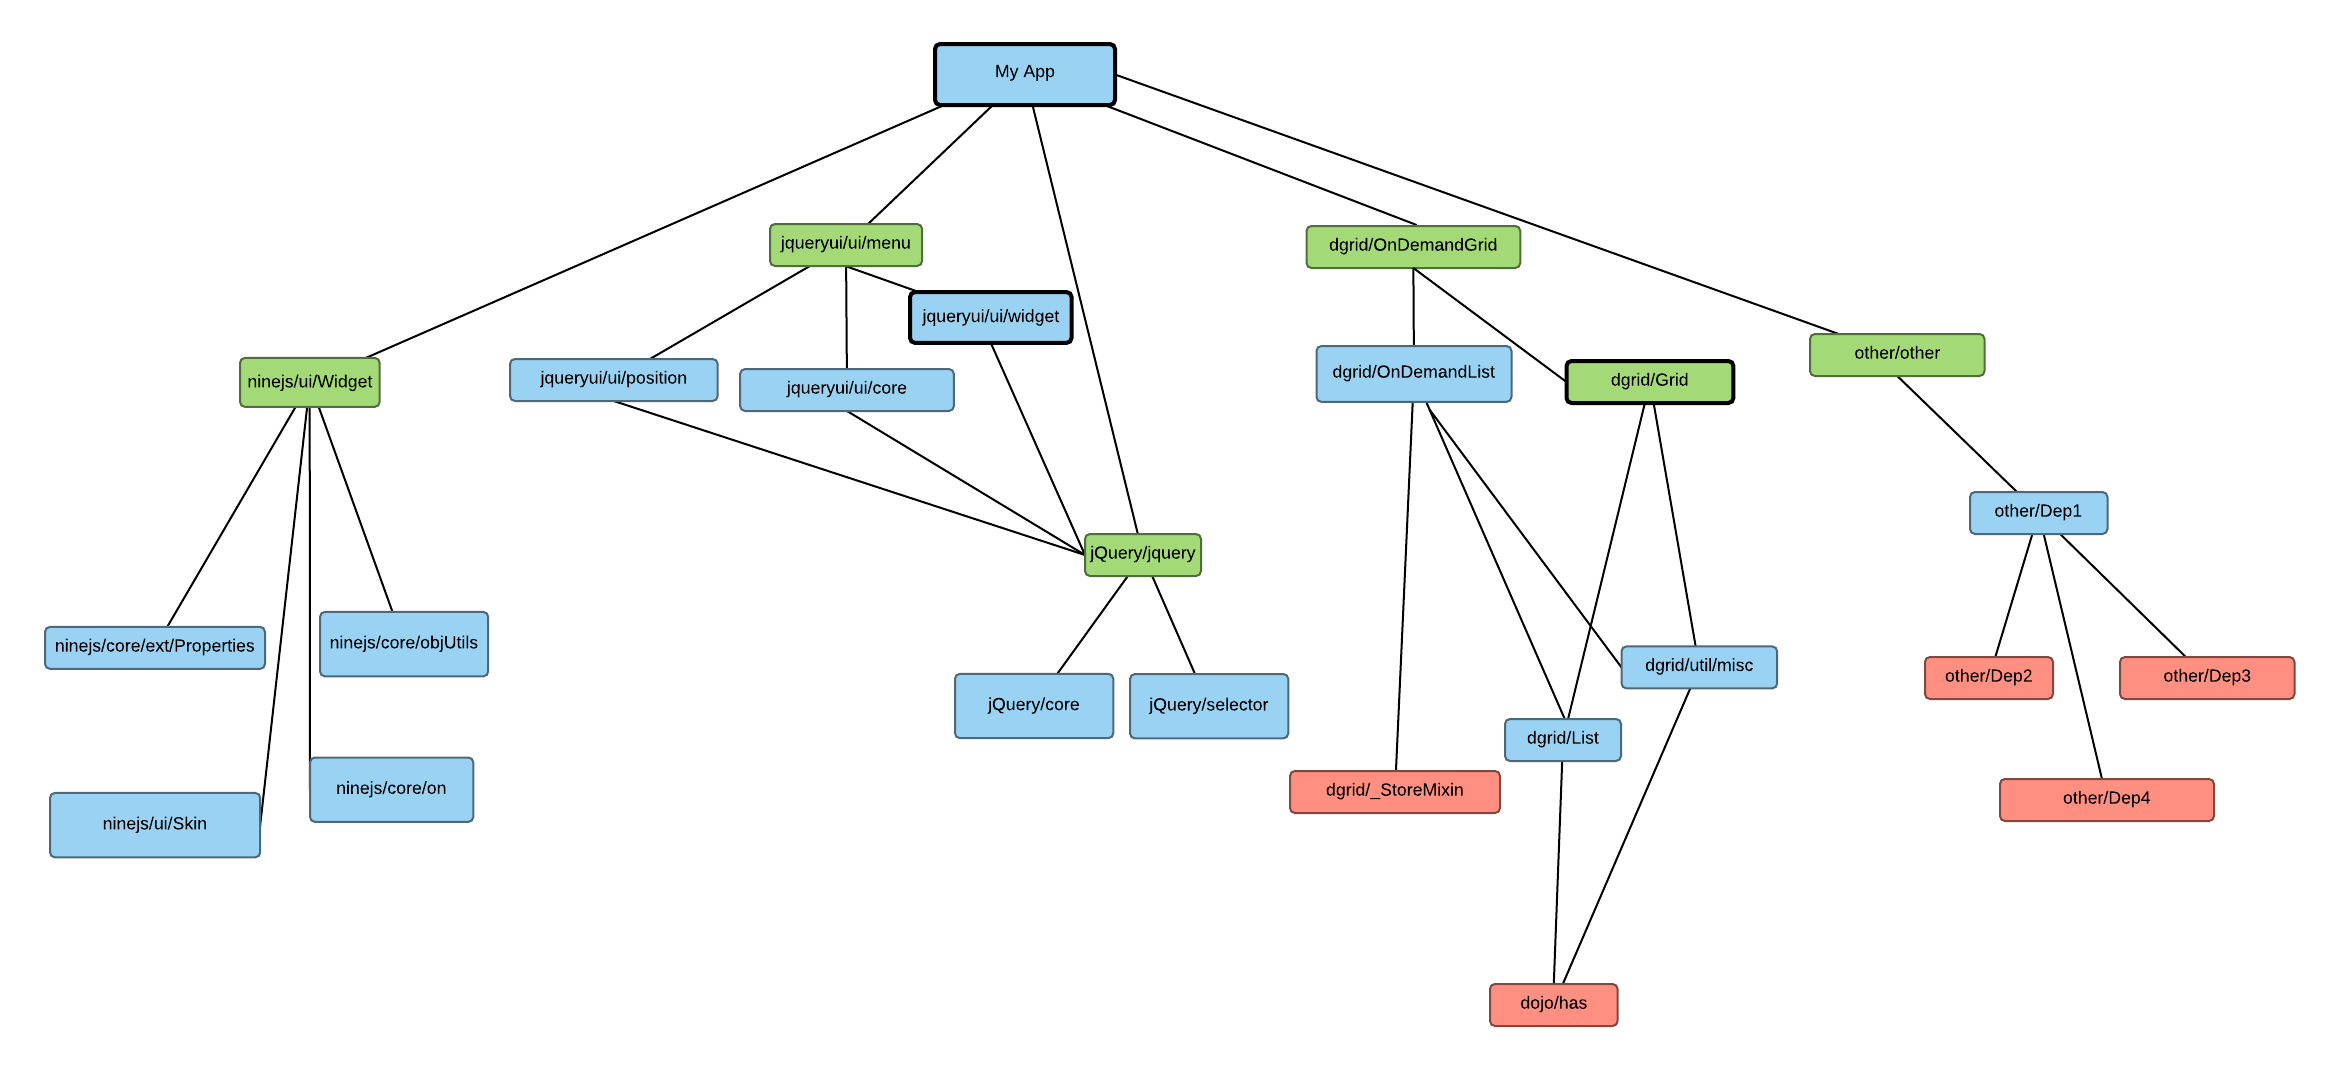 My App
jqueryui/ui/menu
dgrid/OnDemandGrid
jqueryui/ui/widget
other/other
ninejs/ui/Widget
jqueryui/ui/position
jqueryui/ui/core
dgrid/OnDemandList
dgrid/Grid
other/Dep1
jQuery/jquery
ninejs/core/ext/Properties
ninejs/core/objUtils
dgrid/util/misc
other/Dep2
other/Dep3
jQuery/core
jQuery/selector
dgrid/List
ninejs/core/on
dgrid/_StoreMixin
other/Dep4
ninejs/ui/Skin
dojo/has